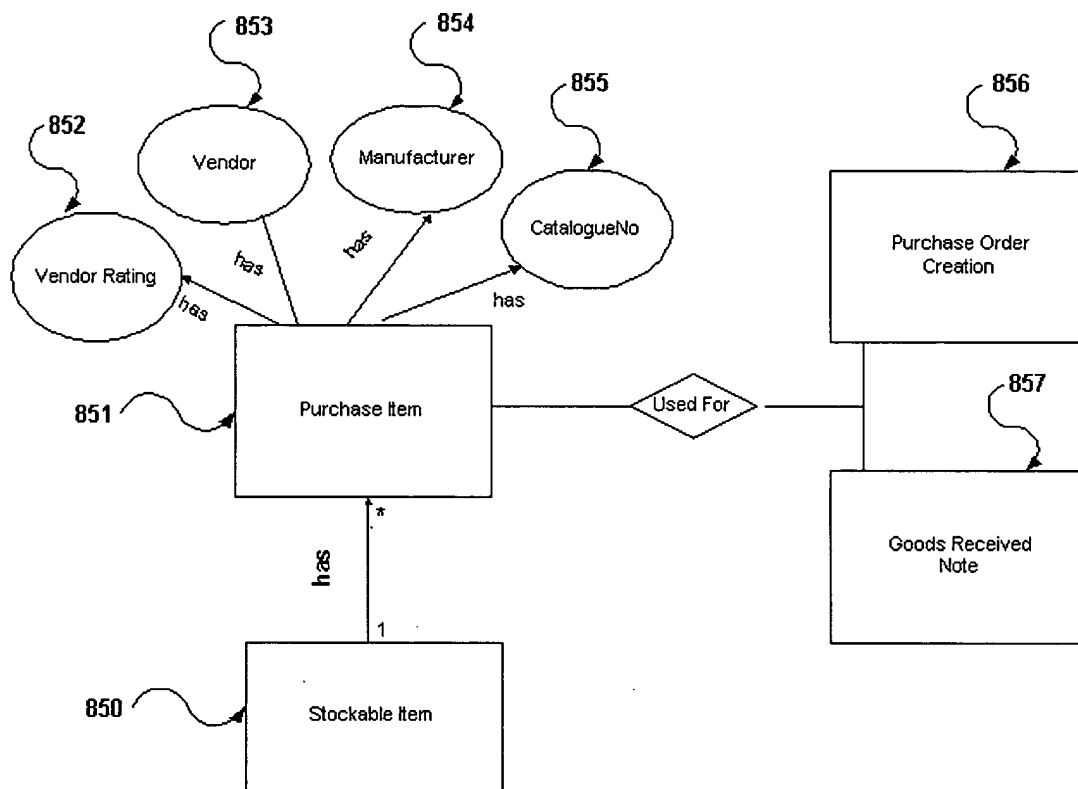 853
854
855
856
852
Vendor
Manufacturer
CatalogueNo
Vendor Rating
has
has
has
has
Purchase Order
Creation
851
Purchase Item
Used For
857
Goods Received
Note
*
has
1
850
Stockable Item